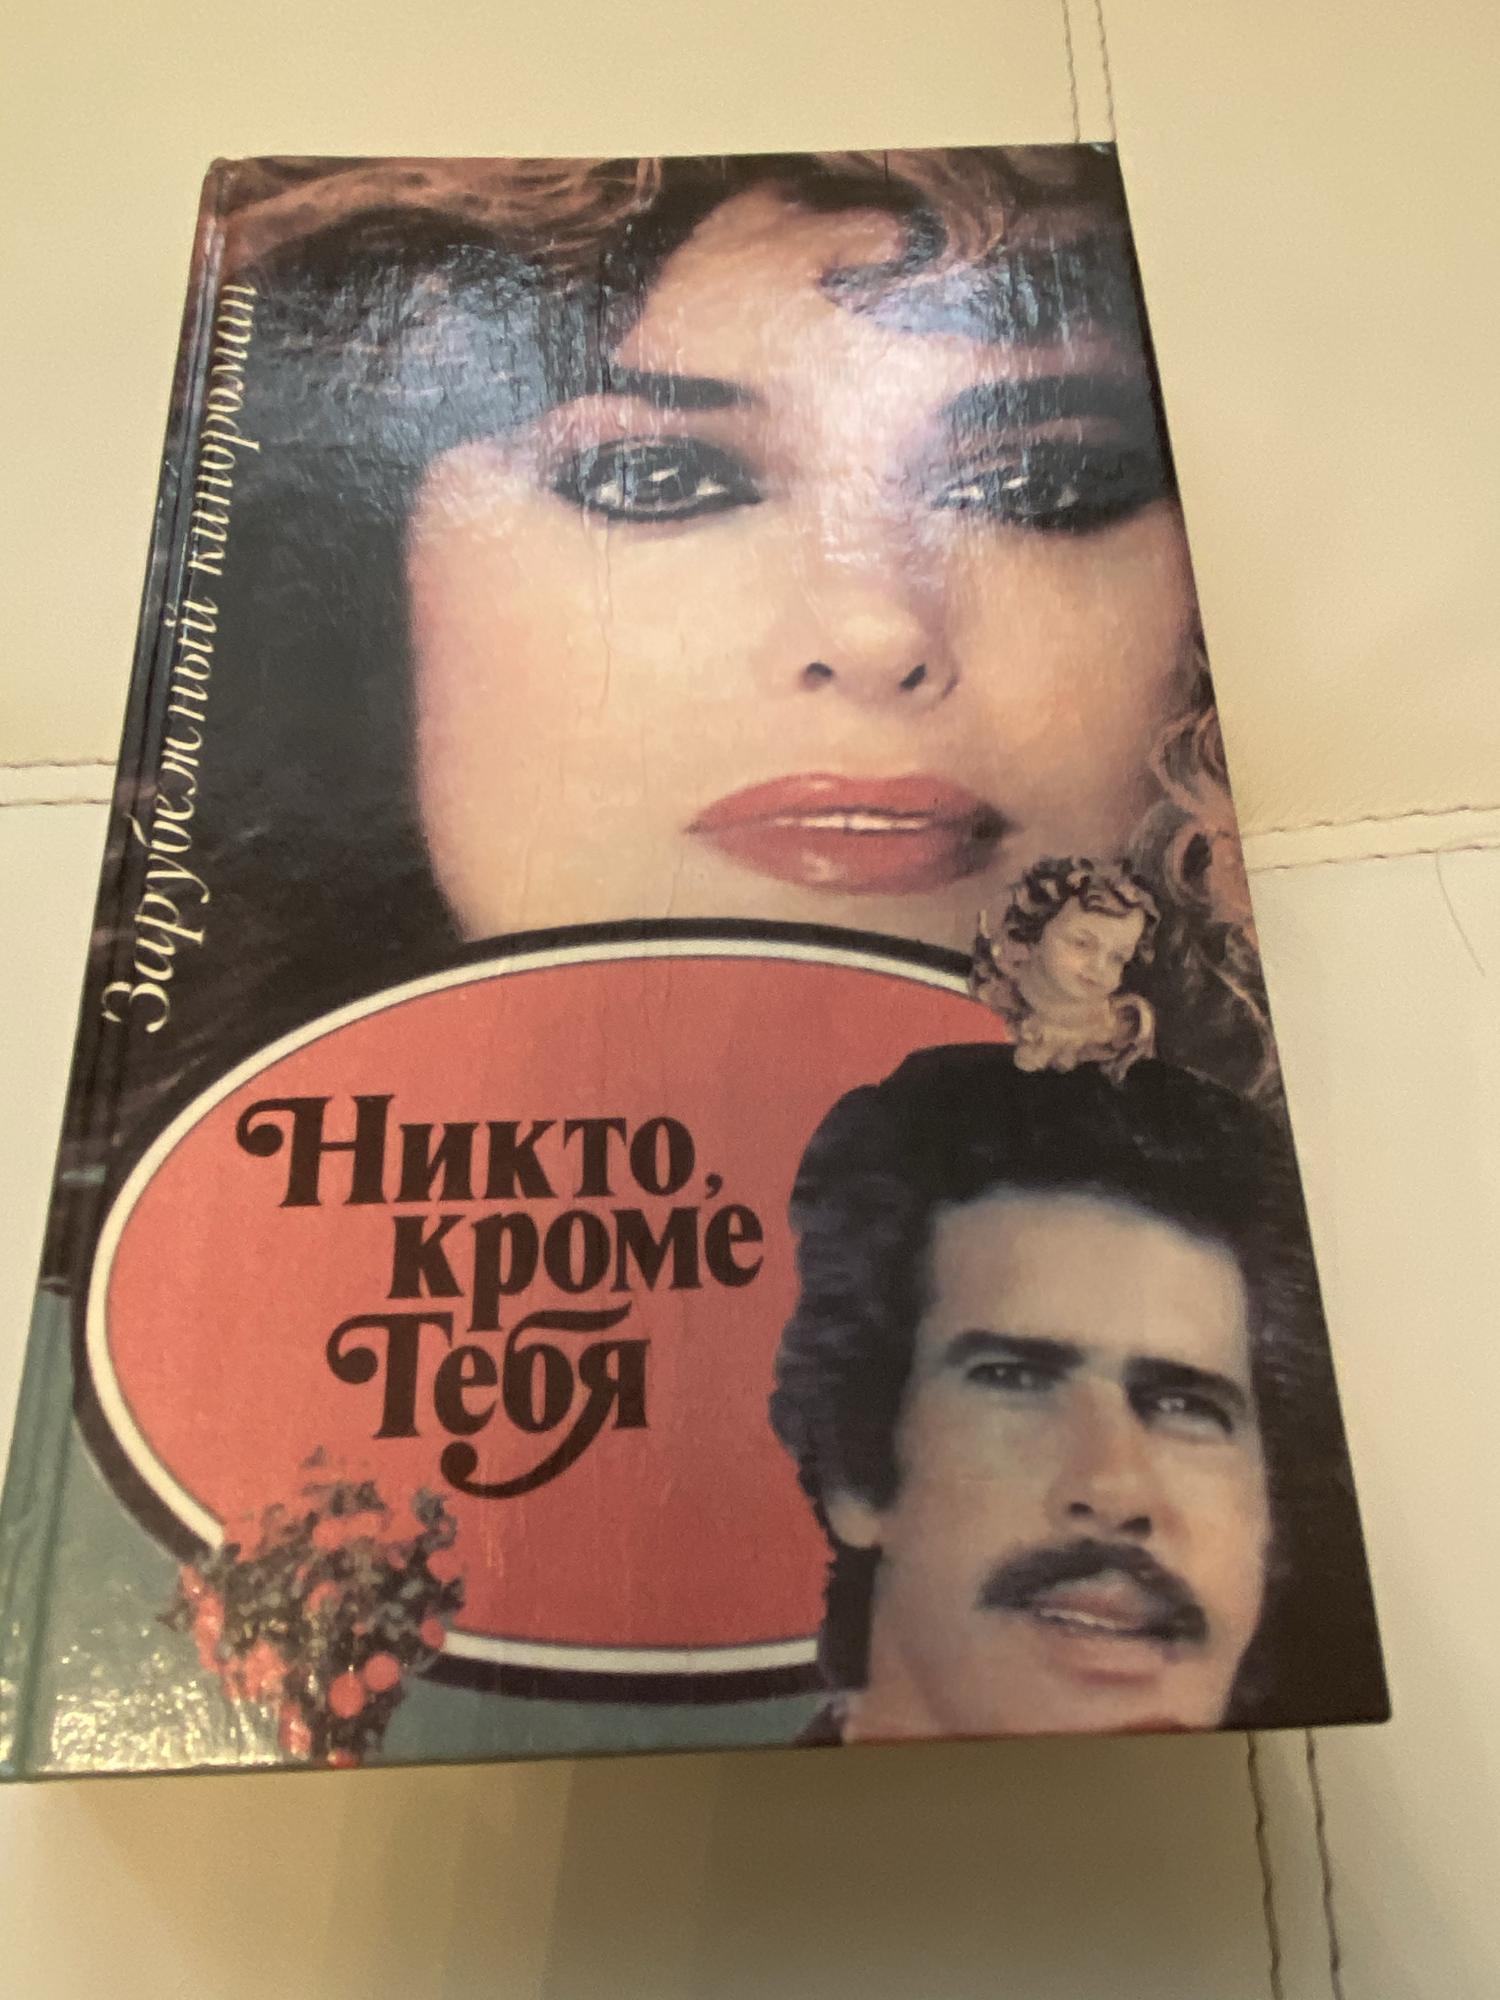 Зарубежный кинороман
Никто,
кроме
Тебя